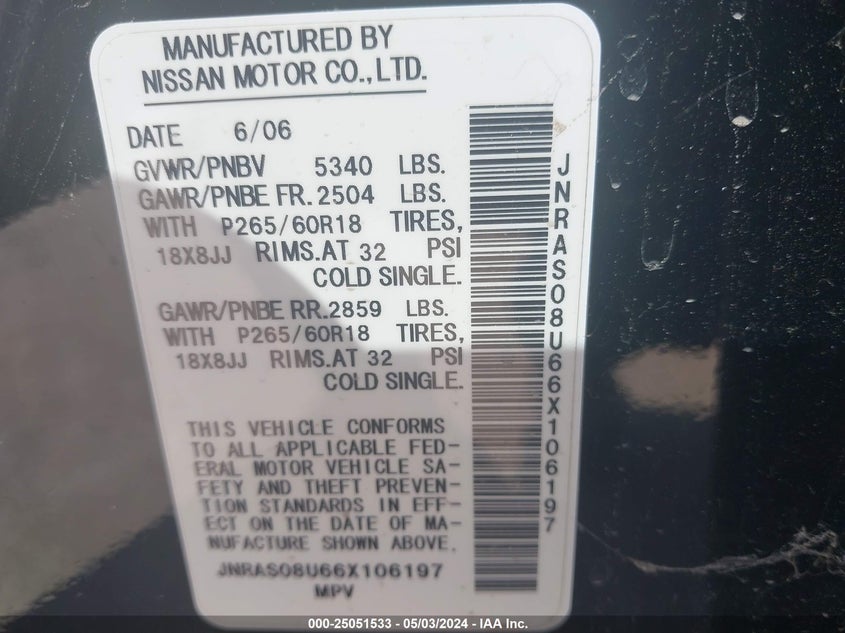 MANUFACTURED BY
NISSAN MOTOR CO., LTD.
DATE 6/06
GVWR/PNBV 5340 LBS.
GAWR/PNBE FR. 2504 LBS.
WITH P265/60R18 TIRES,
18X8JJ RIMS. AT 32 PSI
COLD SINGLE.
GAWR/PNBE RR. 2859 LBS.
WITH P265/60R18 TIRES,
18X8JJ RIMS. AT 32 PSI
COLD SINGLE.
THIS VEHICLE CONFORMS
TO ALL APPLICABLE FED-
ERAL MOTOR VEHICLE SA-
FETY AND THEFT PREVEN-
TION STANDARDS IN EFF-
ECT ON THE DATE OF MA-
NUFACTURE SHOWN ABOVE.
JNRAS08U66X106197
MPV
JNRAS08U66X106197
000-25051533 - 05/03/2024 - IAA Inc.